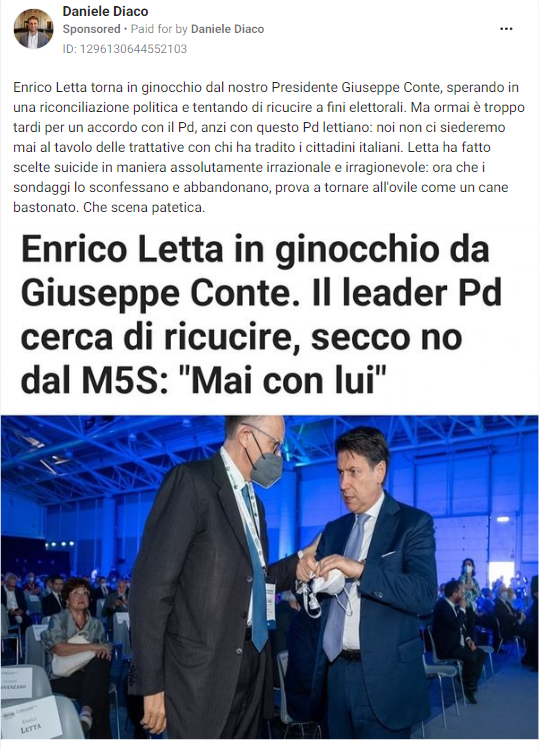 Daniele Diaco
Sponsored • Paid for by Daniele Diaco
ID: 1296130644552103
Enrico Letta torna in ginocchio dal nostro Presidente Giuseppe Conte, sperando in
una riconciliazione politica e tentando di ricucire a fini elettorali. Ma ormai è troppo
tardi per un accordo con il Pd, anzi con questo Pd lettiano: noi non ci siederemo
mai al tavolo delle trattative con chi ha tradito i cittadini italiani. Letta ha fatto
scelte suicide in maniera assolutamente irrazionale e irragionevole: ora che i
sondaggi lo sconfessano e abbandonano, prova a tornare all'ovile come un cane
bastonato. Che scena patetica.
Enrico Letta in ginocchio da
Giuseppe Conte. Il leader Pd
cerca di ricucire, secco no
dal M5S: "Mai con lui"
LETTA